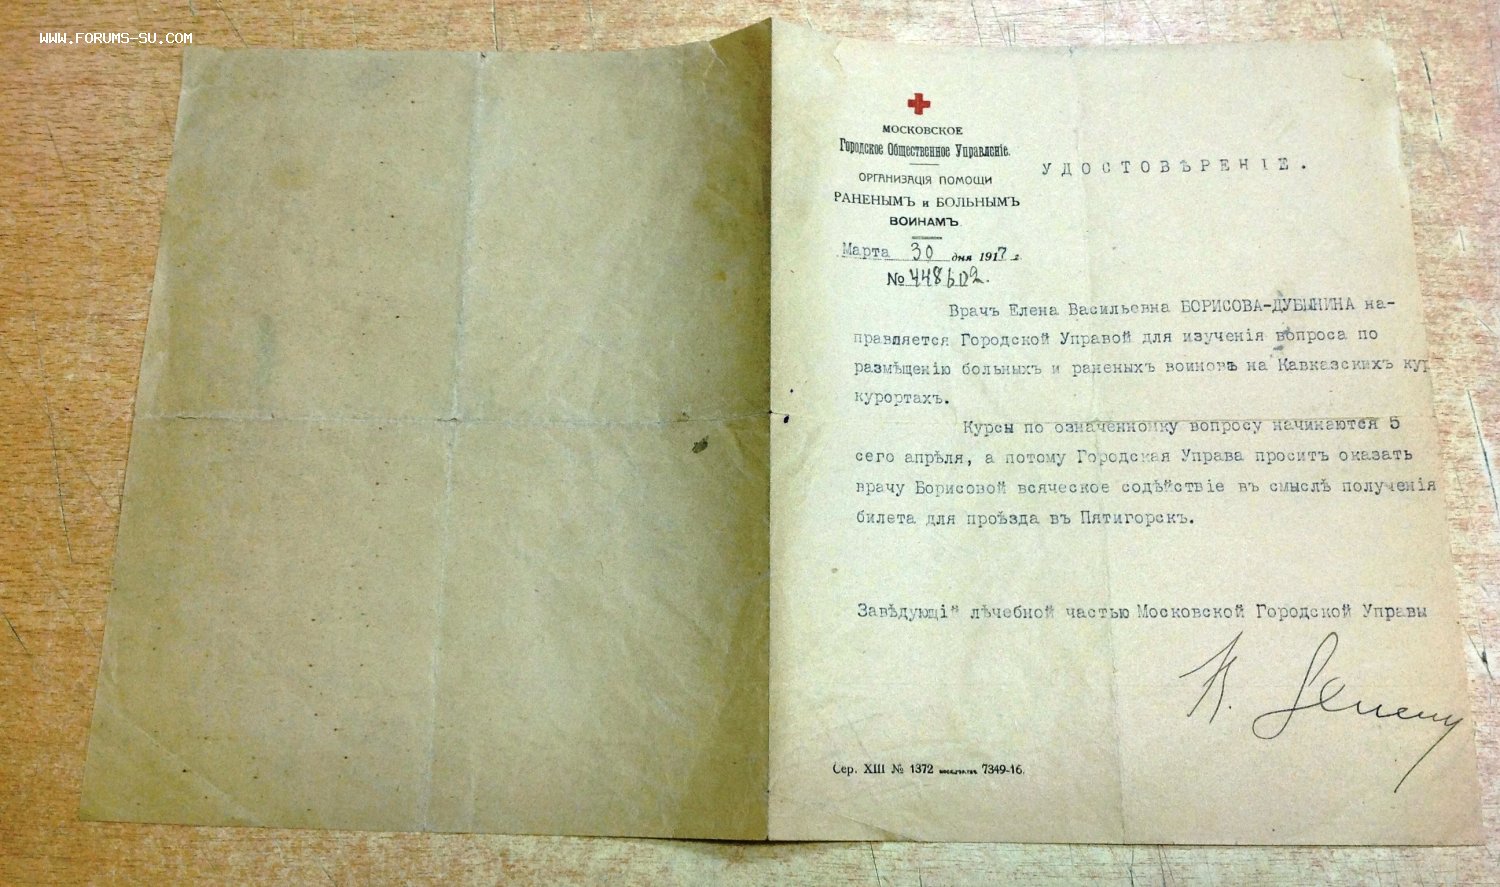 WWW.FORUMS-SU.COM
МОСКОВСКОЕ
Городское Общественное Управленіе.
ОРГАНИЗАЦІЯ ПОМОЩИ
РАНЕНЫМЪ и БОЛЬНЫМЪ
ВОИНАМЪ.
Марта 30 дня 1917 г.
№
УДОСТОВѢРЕНІЕ.
Врачъ Елена Васильевна БОРИСОВА-ДУБЫНИНА на-
правляется Городской Управой для изученія вопроса по
размѣщенію больныхъ и раненыхъ воиновъ на Кавказскихъ кур
курортахъ.
Курсы по означенному вопросу начинаются 5
сего апрѣля, а потому Городская Управа проситъ оказать
врачу Борисовой всяческое содѣйствіе въ смыслѣ полученія
билета для проѣзда въ Пятигорскъ.
Завѣдующій лѣчебной частью Московской Городской Управы
Сер. XIII № 1372 7349-16.